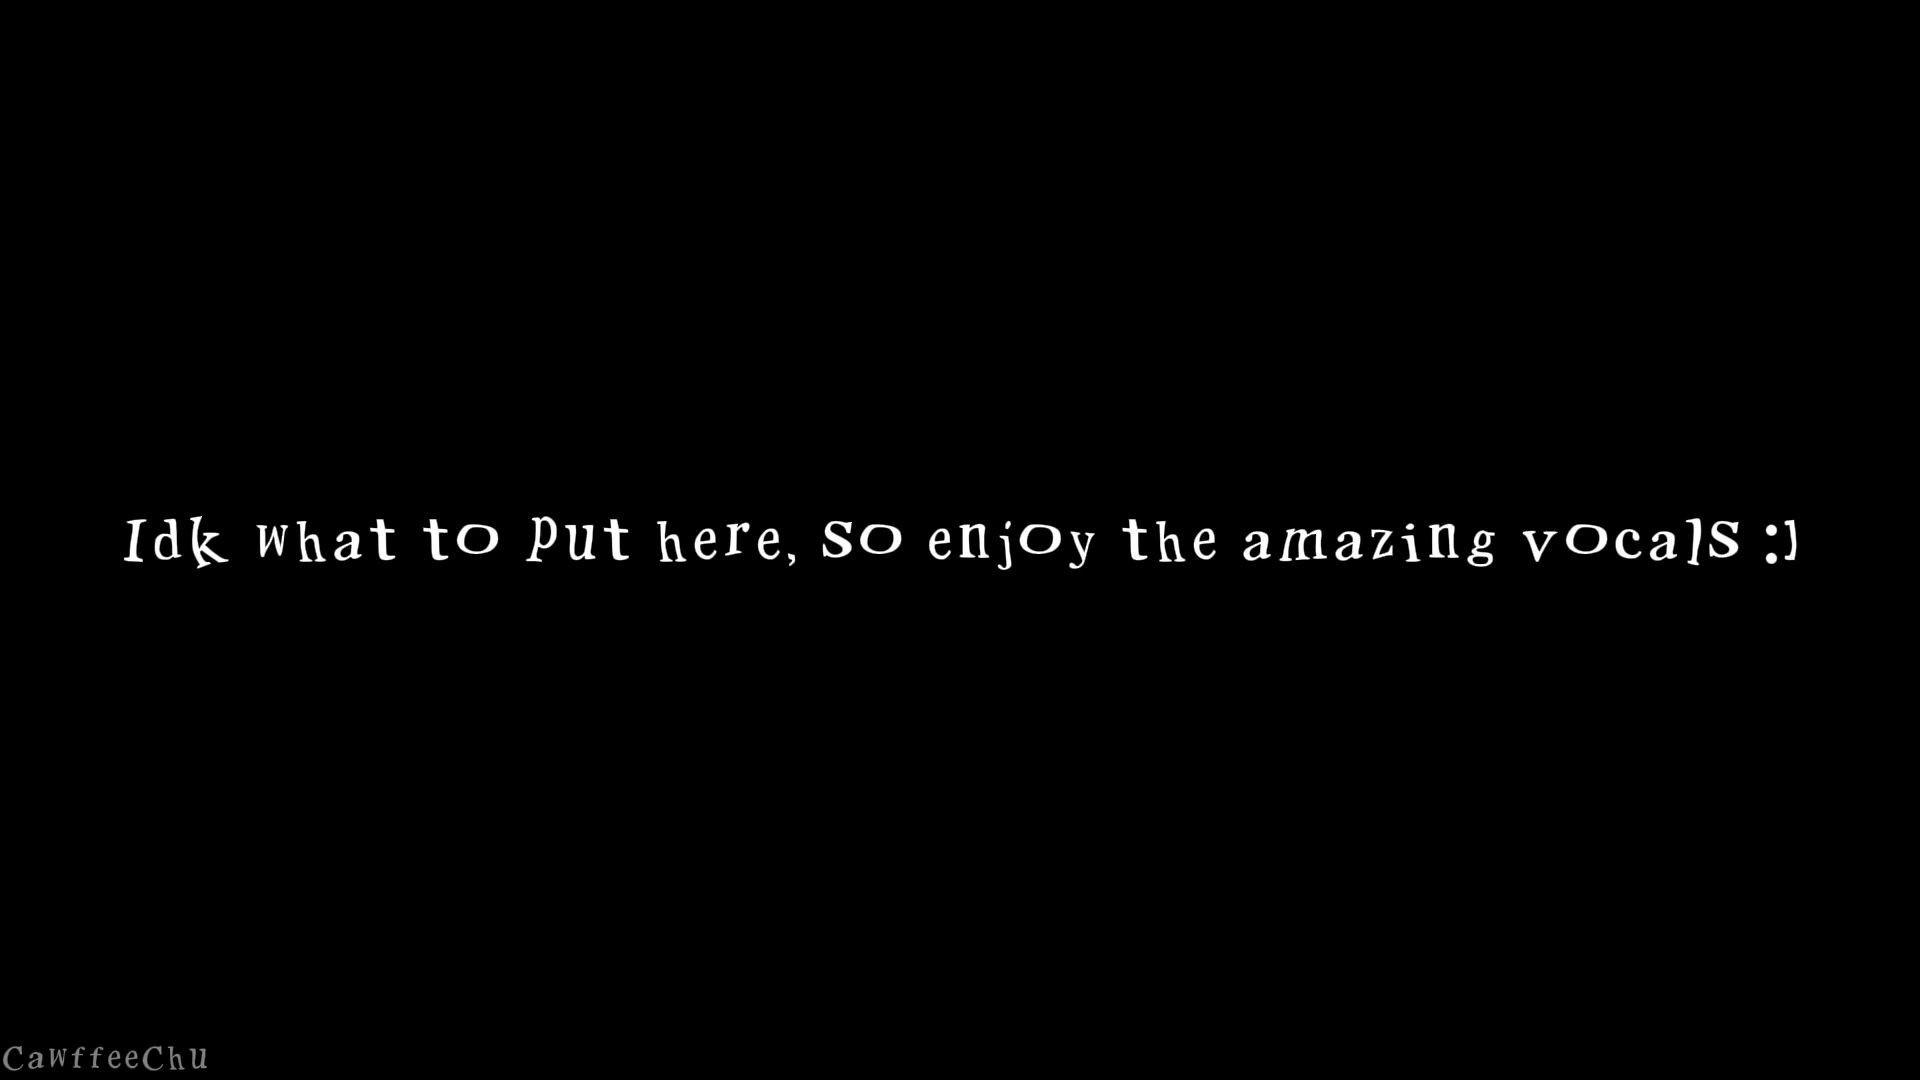 Idk what to put here, so enjoy the amazing vocals :]
CawffeeChu